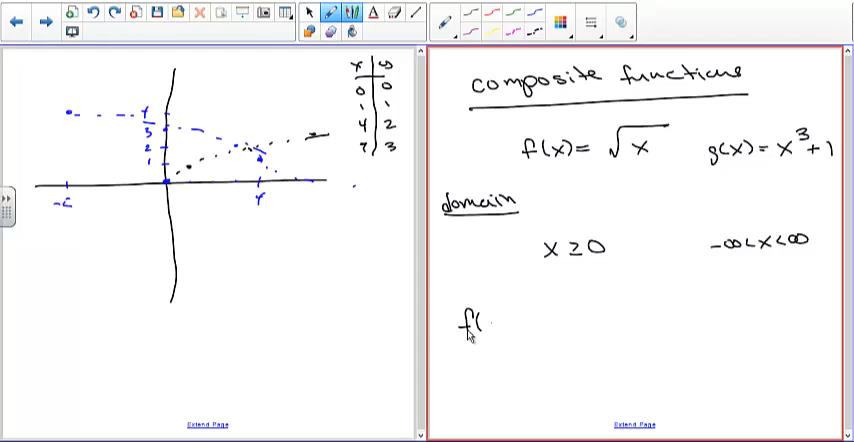 x y
0 0
1 1
4 2
9 3
4
3
2
1
4
Extend Page
composite functions
f(x) = √x g(x) = x³ + 1
domain
x ≥ 0 -∞ < x < ∞
f(
Extend Page